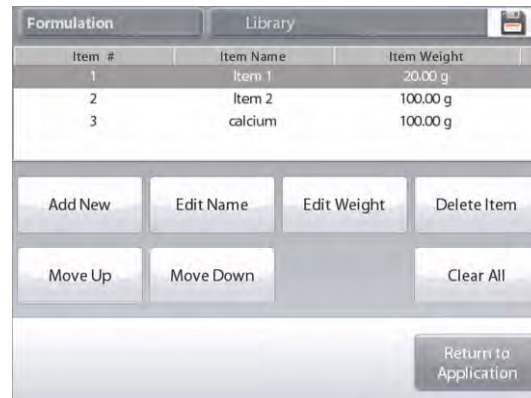 Formulation Library
Item # Item Name Item Weight
1 Item 1 20.00 g
2 Item 2 100.00 g
3 calcium 100.00 g
Add New Edit Name Edit Weight Delete Item
Move Up Move Down Clear All
Return to
Application